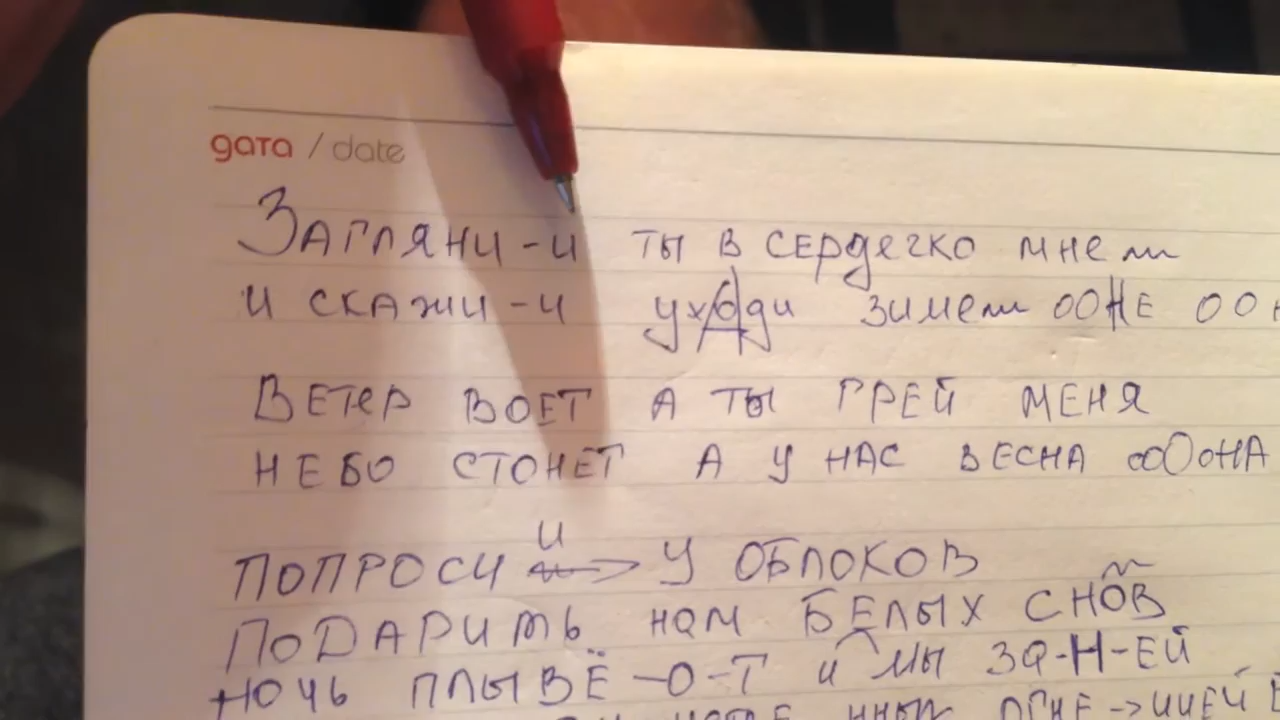 дата / date
ЗАГЛЯНИ-И ТЫ В СЕРДЕЧКО МНЕ
И СКАЖИ-И УХОДИ ЗИМЕ ООНЕ ОО
ВЕТЕР ВОЕТ А ТЫ ГРЕЙ МЕНЯ
НЕБО СТОНЕТ А У НАС ВЕСНА ооОоНА
ПОПРОСИ И У ОБЛОКОВ
ПОДАРИТЬ НАМ БЕЛЫХ СНОВ
НОЧЬ ПЛЫВЁ-О-Т И МЫ ЗА-Н-ЕЙ